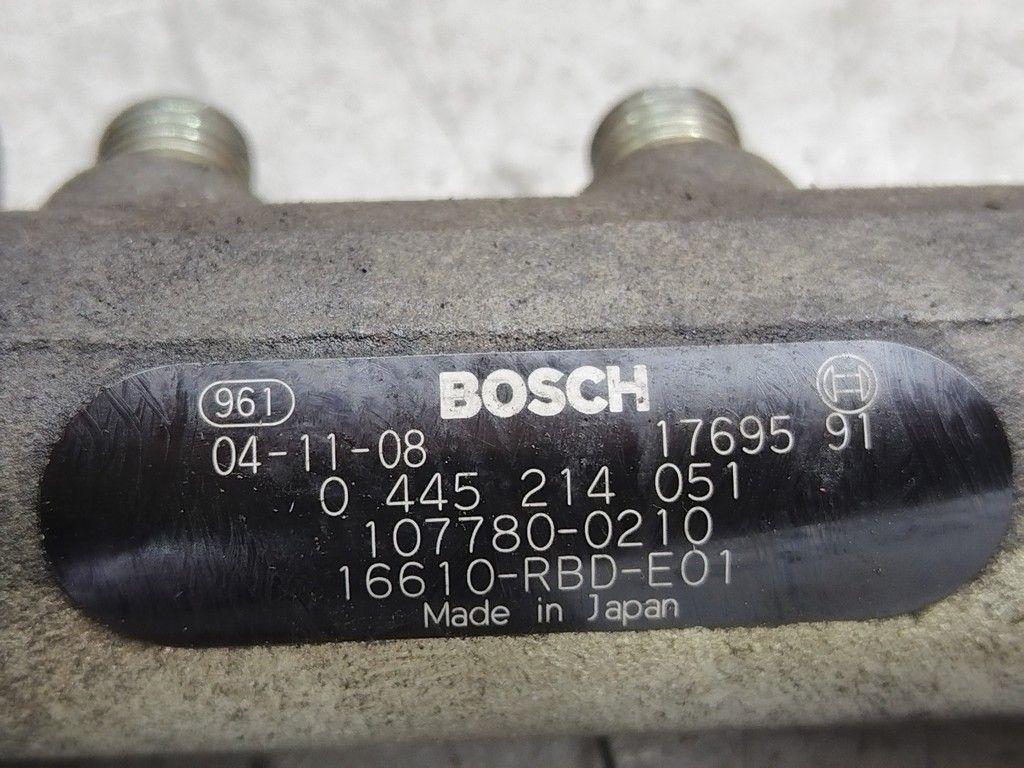 961 BOSCH
04-11-08 17695 91
0 445 214 051
107780-0210
16610-RBD-E01
Made in Japan